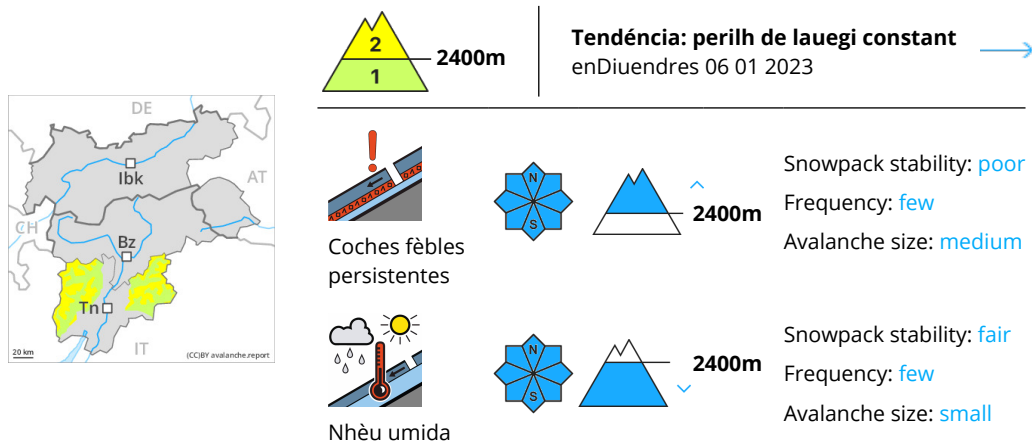 2
1
2400m
Tendéncia: perilh de lauegi constant
enDiuendres 06 01 2023
DE
AT
CH
IT
Ibk
Bz
Tn
20 km
(CC)BY avalanche.report
N
S
2400m
Coches fèbles
persistentes
Snowpack stability: poor
Frequency: few
Avalanche size: medium
N
S
2400m
Nhèu umida
Snowpack stability: fair
Frequency: few
Avalanche size: small